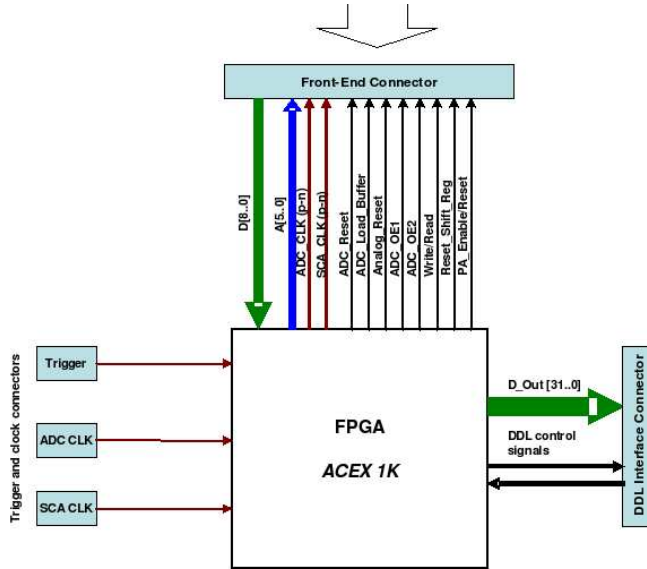 Front-End Connector
D[8..0]
A[5..0]
ADC_CLK (p-n)
SCA_CLK (p-n)
ADC_Reset
ADC_Load_Buffer
Analog_Reset
ADC_OE1
ADC_OE2
Write/Read
Reset_Shift_Reg
PA_Enable/Reset
Trigger and clock connectors
Trigger
ADC CLK
SCA CLK
FPGA
ACEX 1K
D_Out [31..0]
DDL control
signals
DDL Interface Connector